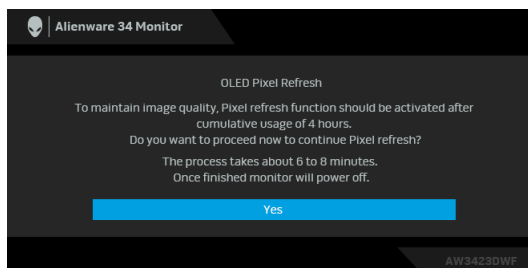 Alienware 34 Monitor
OLED Pixel Refresh
To maintain image quality, Pixel refresh function should be activated after
cumulative usage of 4 hours.
Do you want to proceed now to continue Pixel refresh?
The process takes about 6 to 8 minutes.
Once finished monitor will power off.
Yes
AW3423DWF